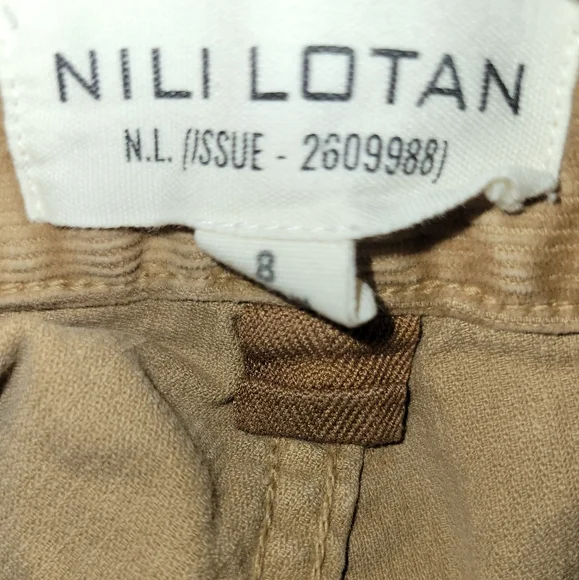 NILI LOTAN
N.L. (ISSUE - 2609988)
8